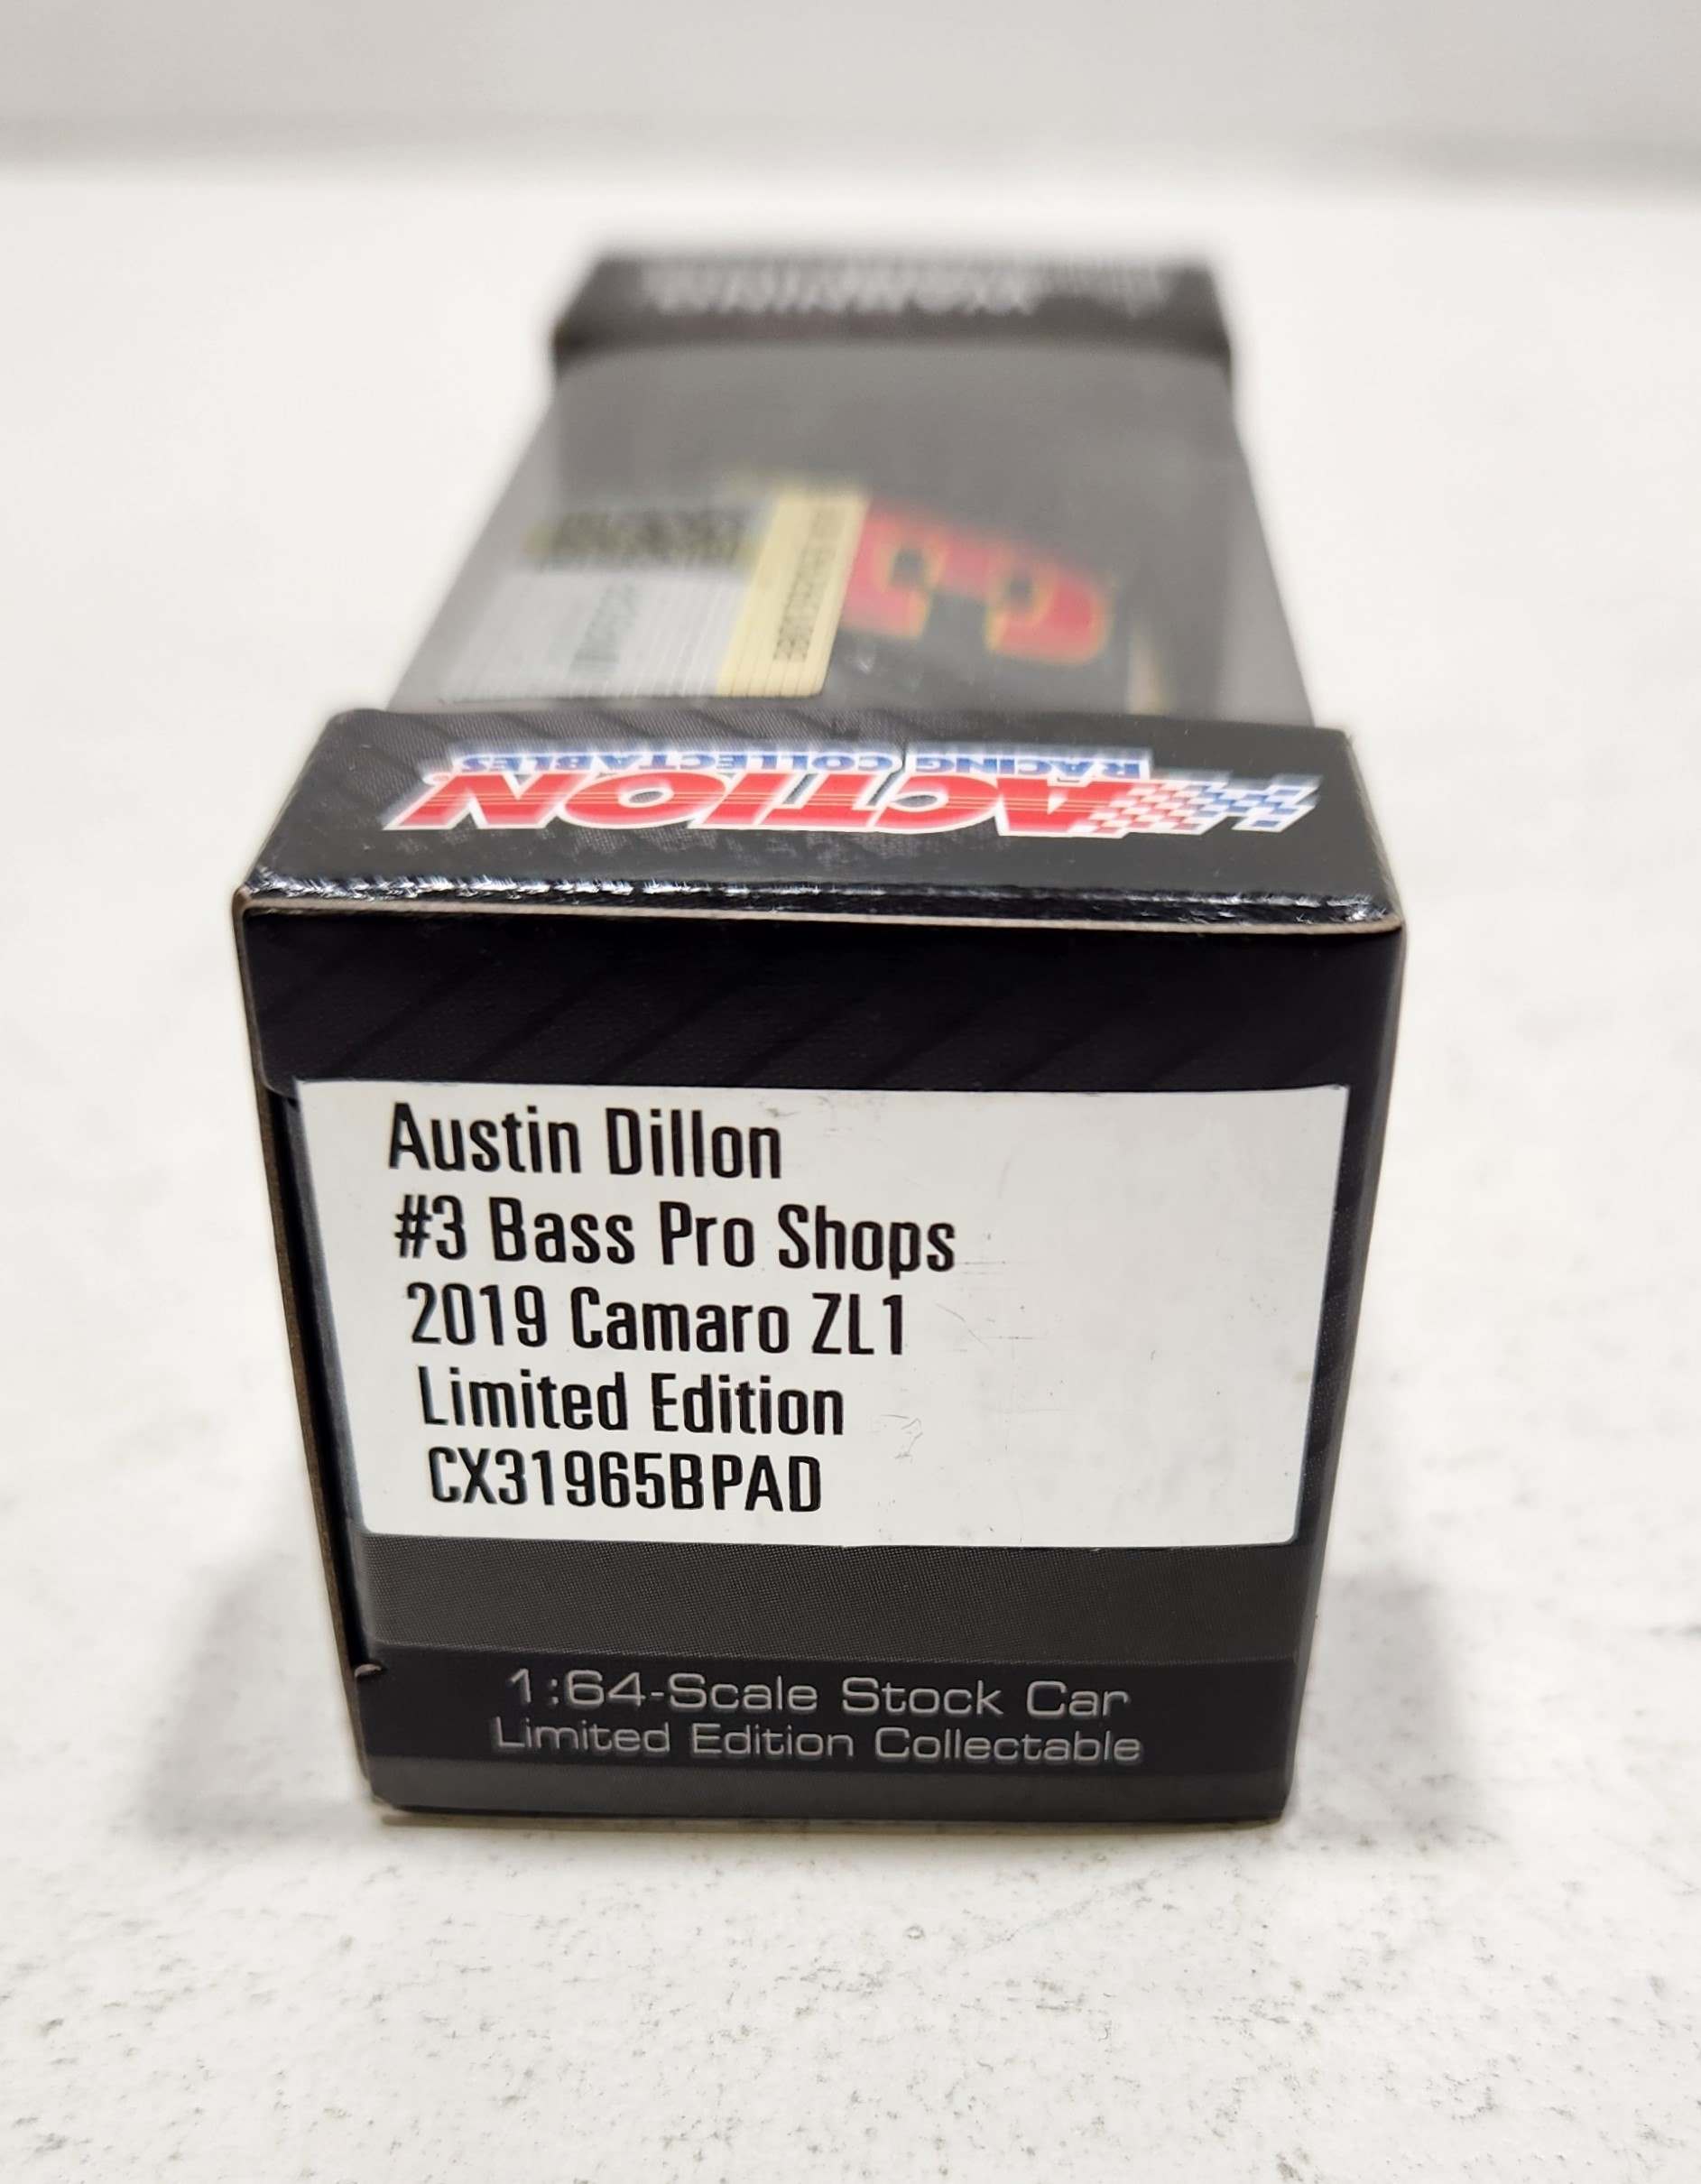 ACTION
RACING COLLECTABLES
Austin Dillon
#3 Bass Pro Shops
2019 Camaro ZL1
Limited Edition
CX31965BPAD
1:64-Scale Stock Car
Limited Edition Collectable